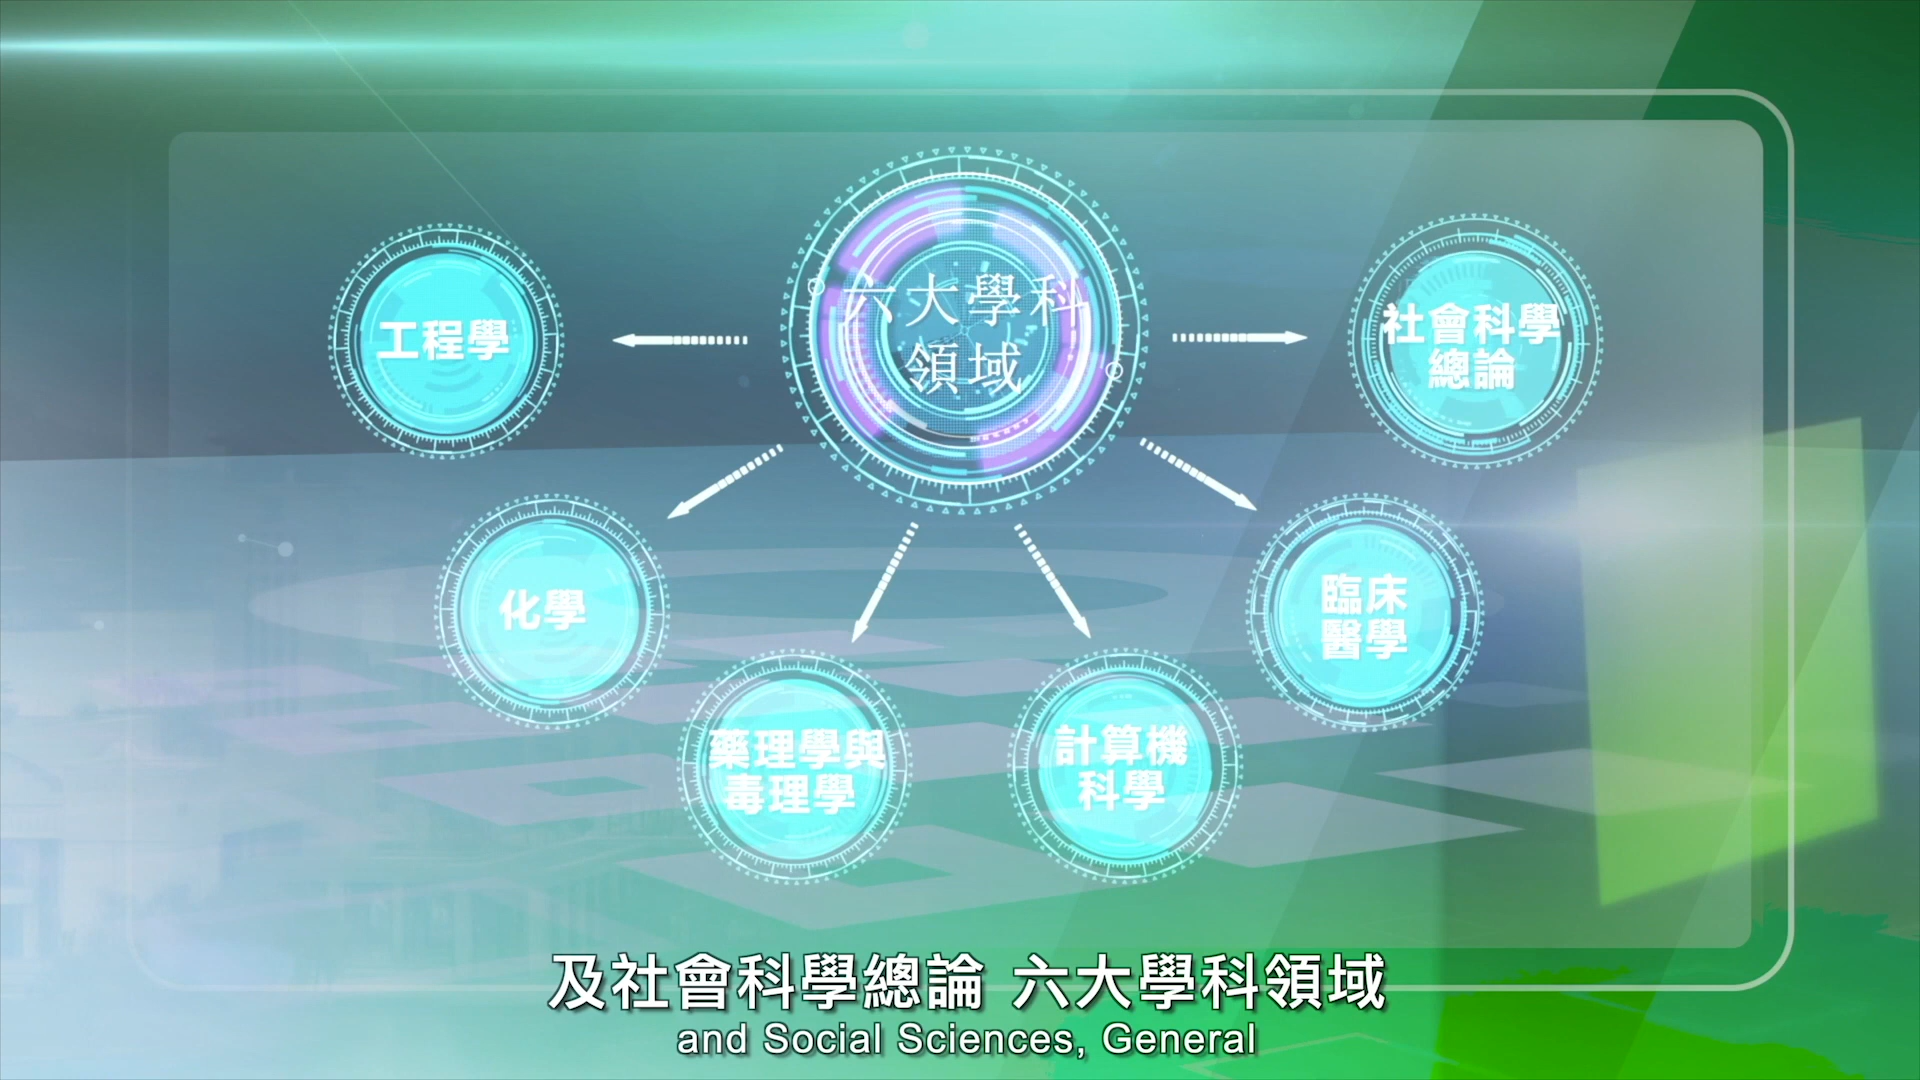 六大學科
領域
工程學
社會科學
總論
化學
臨床
醫學
藥理學與
毒理學
計算機
科學
及社會科學總論 六大學科領域
and Social Sciences, General